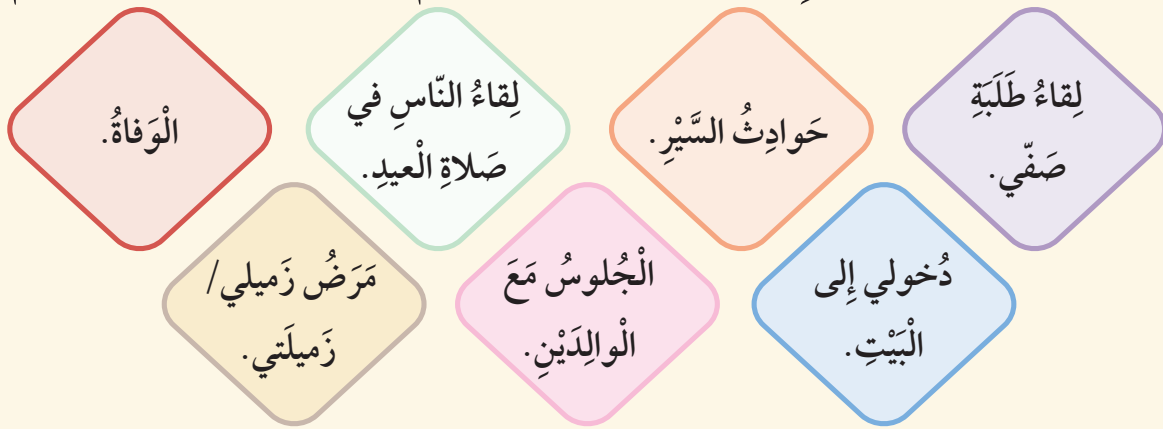 لِقاءُ طَلَبَةِ
صَفّي.
حَوادِثُ السَّيْرِ.
لِقاءُ النّاسِ في
صَلاةِ الْعيدِ.
الْوَفاةُ.
دُخولي إِلى
الْبَيْتِ.
الْجُلوسُ مَعَ
الْوالِدَيْنِ.
مَرَضُ زَميلي/
زَميلَتي.